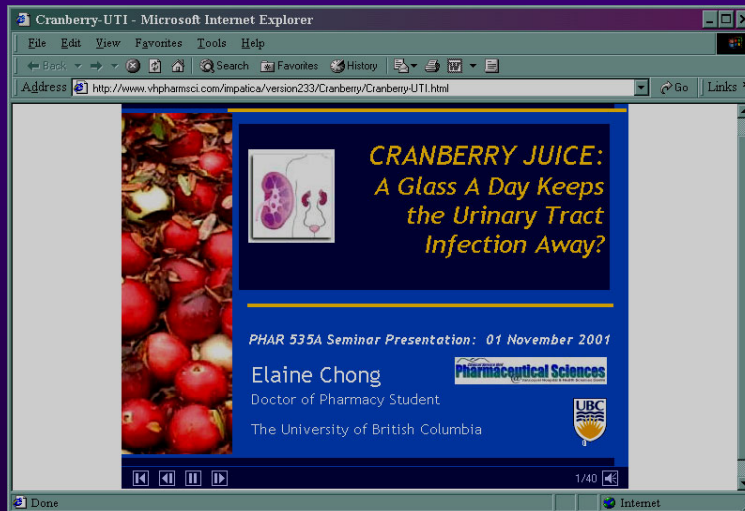 Cranberry-UTI - Microsoft Internet Explorer
File Edit View Favorites Tools Help
Back Search Favorites History
Address http://www.vhpharmsci.com/impatica/version233/Cranberry/Cranberry-UTI.html Go Links
CRANBERRY JUICE:
A Glass A Day Keeps
the Urinary Tract
Infection Away?
PHAR 535A Seminar Presentation: 01 November 2001
Elaine Chong
Pharmaceutical Sciences
Doctor of Pharmacy Student
UBC
The University of British Columbia
1/40
Done Internet